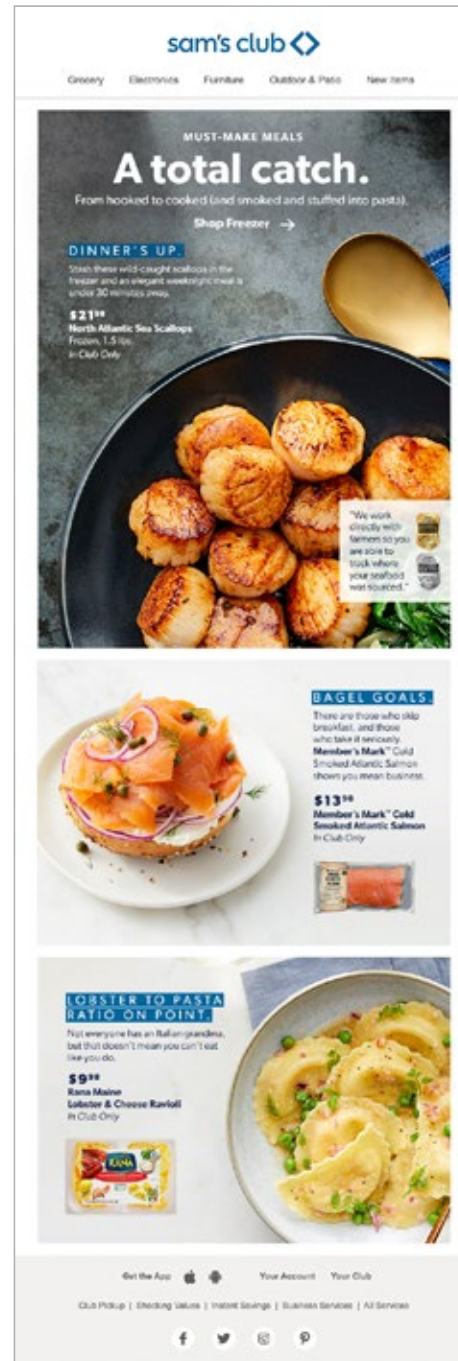 sam's club
Grocery Electronics Furniture Outdoor & Patio New Items
MUST-MAKE MEALS
A total catch.
From hooked to cooked (and smoked and stuffed into pasta).
Shop Freezer →
DINNER'S UP.
Stash these wild-caught scallops in the
freezer and an elegant weeknight meal is
under 30 minutes away.
$21
North Atlantic Sea Scallops
Frozen, 1.5 lbs.
In Club Only
"We work
directly with
farmers so you
are able to
track where
your seafood
was sourced."
BAGEL GOALS.
There are those who skip
breakfast, and those
who take it seriously.
Member's Mark™ Cold
Smoked Atlantic Salmon
shows you mean business.
$13⁹⁸
Member's Mark™ Cold
Smoked Atlantic Salmon
In Club Only
LOBSTER TO PASTA
RATIO ON POINT.
Not everyone has an Italian grandma,
but that doesn't mean you can't eat
like you do.
$9⁹⁸
Rana Maine
Lobster & Cheese Ravioli
In Club Only
RANA
Get the App Your Account Your Club
Club Pickup | Shocking Values | Instant Savings | Business Services | All Services